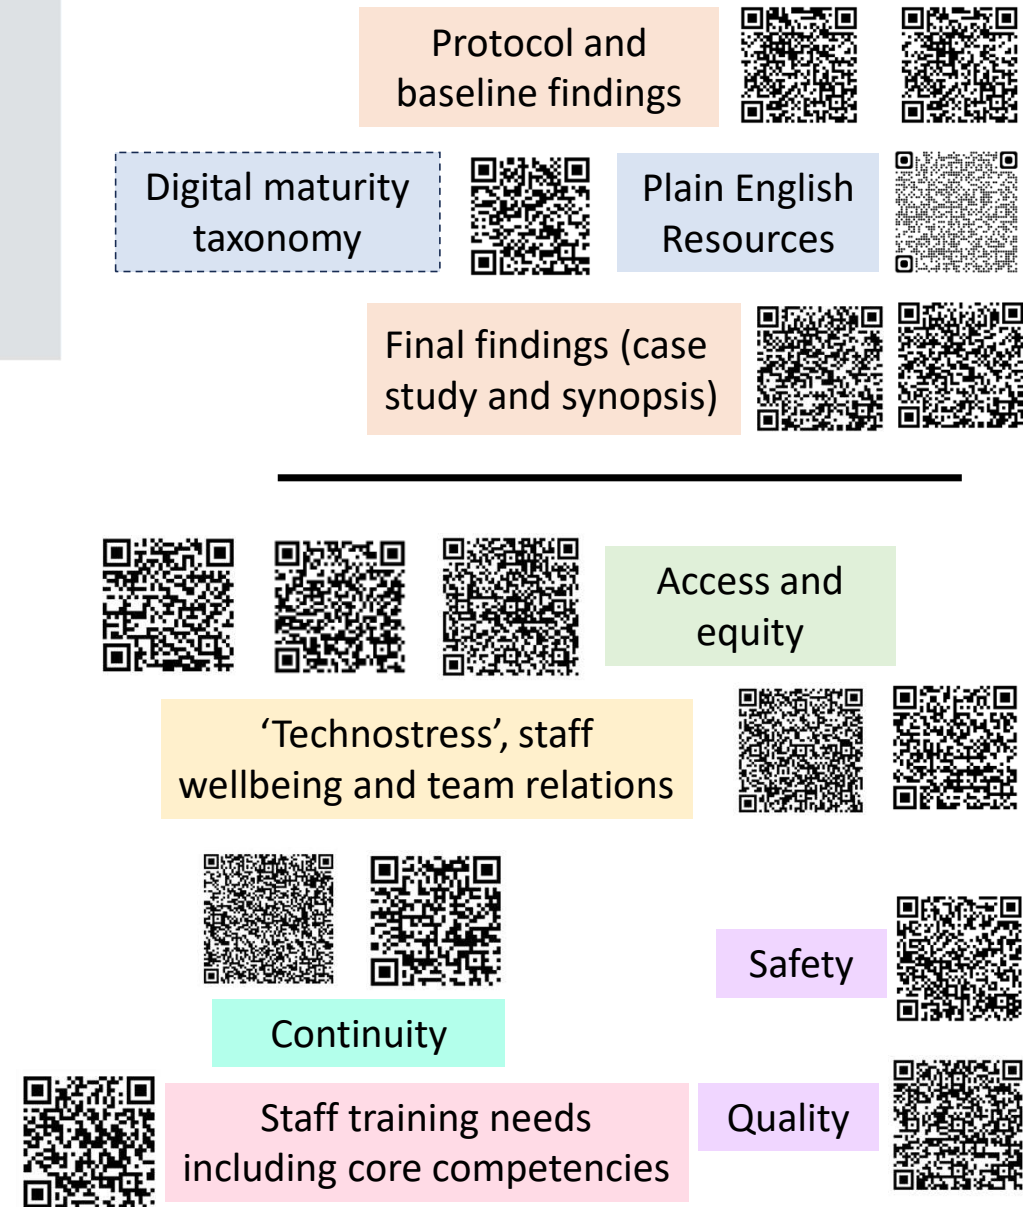 Protocol and
baseline findings
Digital maturity
taxonomy
Plain English
Resources
Final findings (case
study and synopsis)
Access and
equity
‘Technostress’, staff
wellbeing and team relations
Continuity
Safety
Staff training needs
including core competencies
Quality